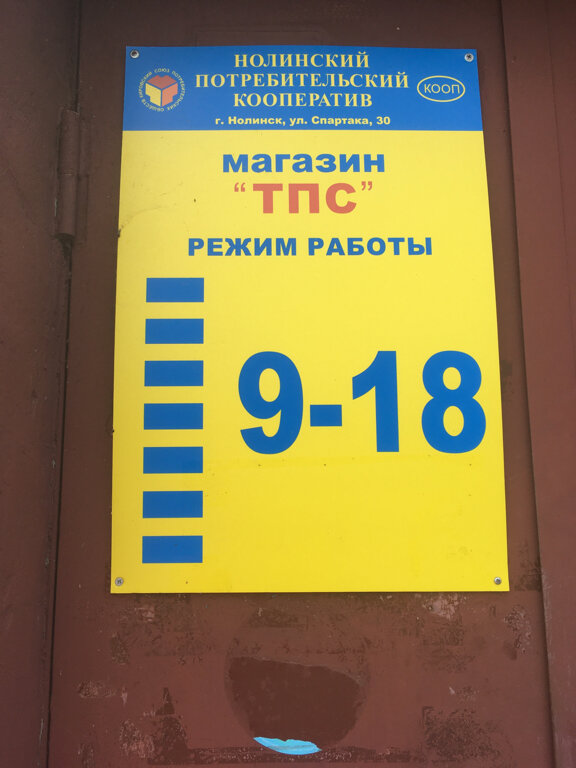 НОЛИНСКИЙ
ПОТРЕБИТЕЛЬСКИЙ
КООПЕРАТИВ
КООП
г. Нолинск, ул. Спартака, 30
магазин
"ТПС"
РЕЖИМ РАБОТЫ
9-18